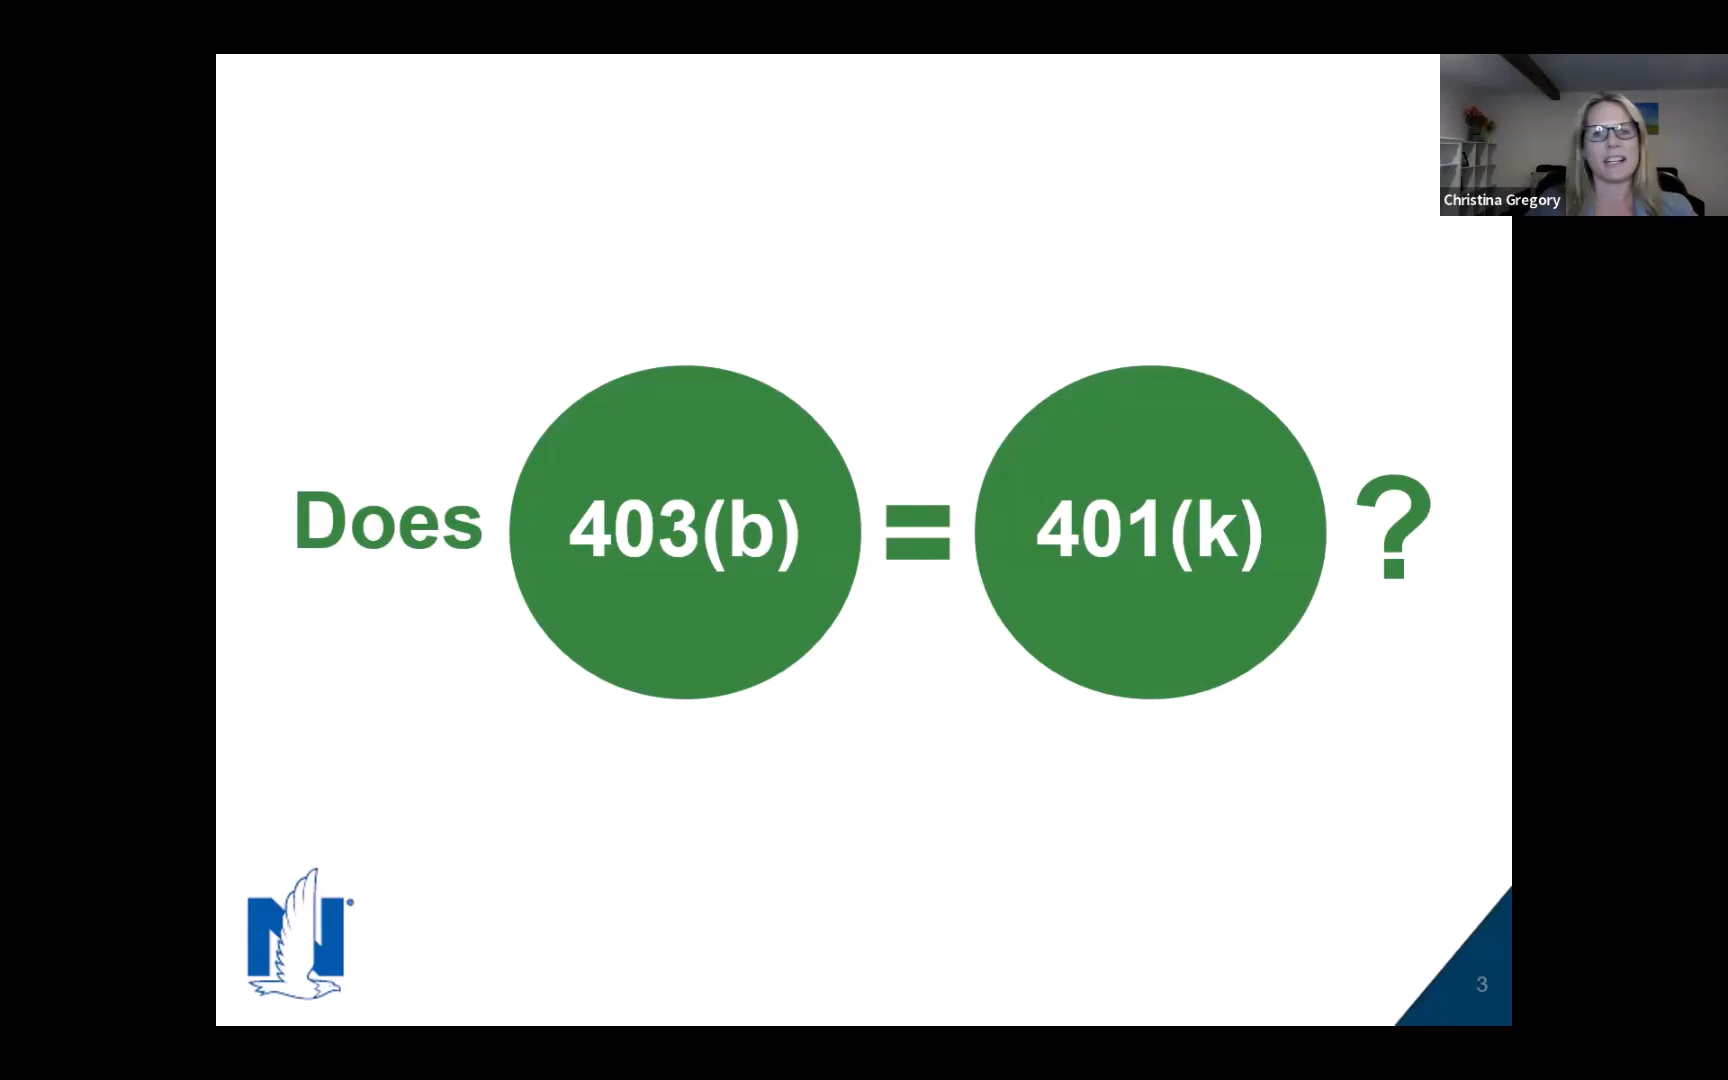 Christina Gregory
Does 403(b) = 401(k) ?
N
3